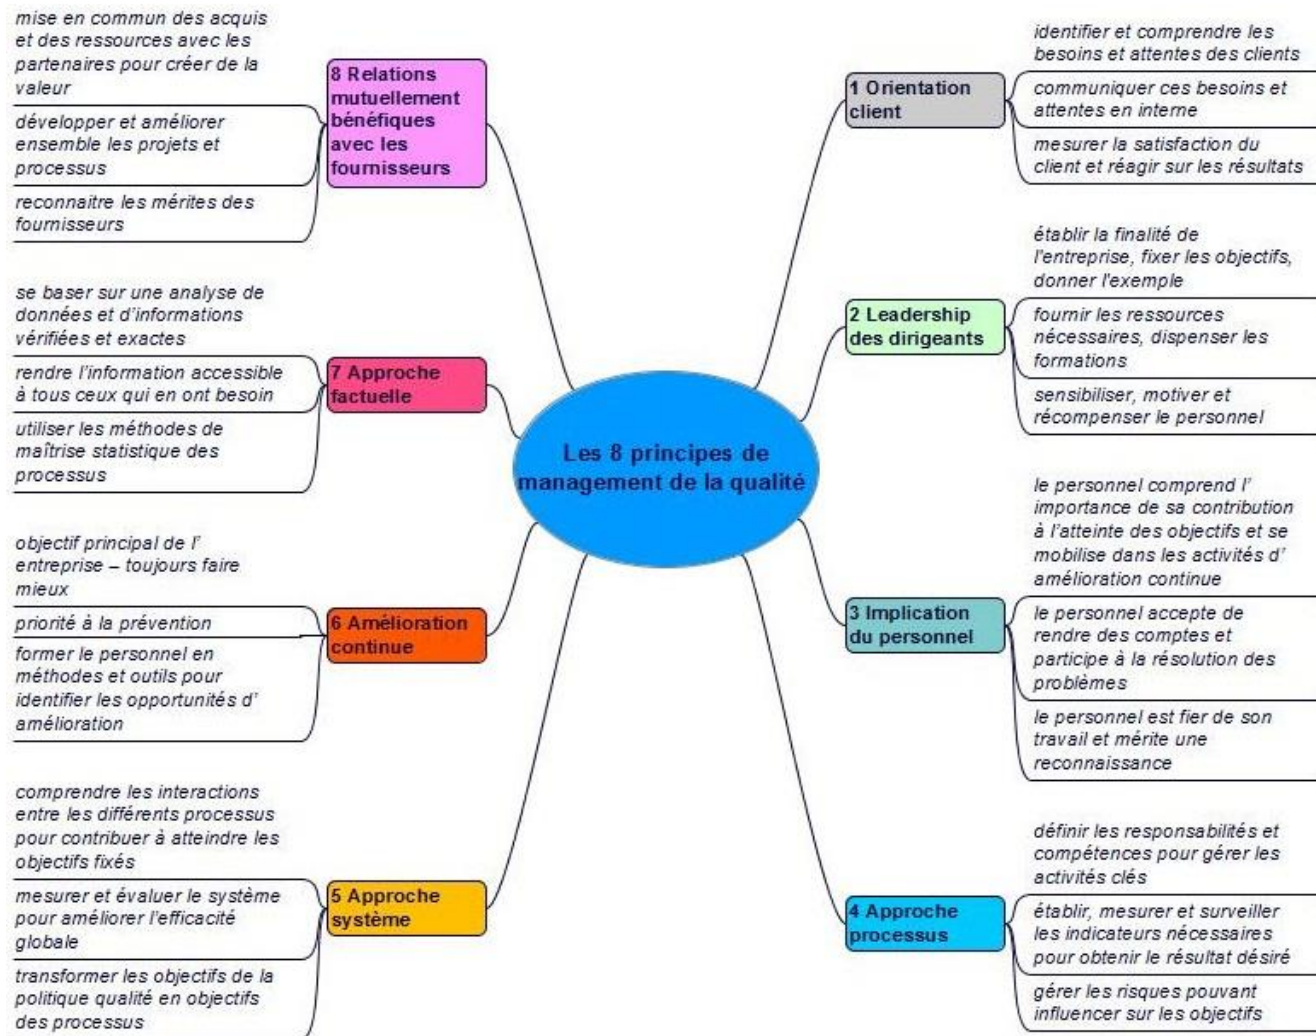 Les 8 principes de
management de la qualité
1 Orientation
client
identifier et comprendre les
besoins et attentes des clients
communiquer ces besoins et
attentes en interne
mesurer la satisfaction du
client et réagir sur les résultats
2 Leadership
des dirigeants
établir la finalité de
l'entreprise, fixer les objectifs,
donner l'exemple
fournir les ressources
nécessaires, dispenser les
formations
sensibiliser, motiver et
récompenser le personnel
3 Implication
du personnel
le personnel comprend l’
importance de sa contribution
à l’atteinte des objectifs et se
mobilise dans les activités d’
amélioration continue
le personnel accepte de
rendre des comptes et
participe à la résolution des
problèmes
le personnel est fier de son
travail et mérite une
reconnaissance
4 Approche
processus
définir les responsabilités et
compétences pour gérer les
activités clés
établir, mesurer et surveiller
les indicateurs nécessaires
pour obtenir le résultat désiré
gérer les risques pouvant
influencer sur les objectifs
5 Approche
système
comprendre les interactions
entre les différents processus
pour contribuer à atteindre les
objectifs fixés
mesurer et évaluer le système
pour améliorer l’efficacité
globale
transformer les objectifs de la
politique qualité en objectifs
des processus
6 Amélioration
continue
objectif principal de l’
entreprise – toujours faire
mieux
priorité à la prévention
former le personnel en
méthodes et outils pour
identifier les opportunités d’
amélioration
7 Approche
factuelle
se baser sur une analyse de
données et d’informations
vérifiées et exactes
rendre l’information accessible
à tous ceux qui en ont besoin
utiliser les méthodes de
maîtrise statistique des
processus
8 Relations
mutuellement
bénéfiques
avec les
fournisseurs
mise en commun des acquis
et des ressources avec les
partenaires pour créer de la
valeur
développer et améliorer
ensemble les projets et
processus
reconnaitre les mérites des
fournisseurs